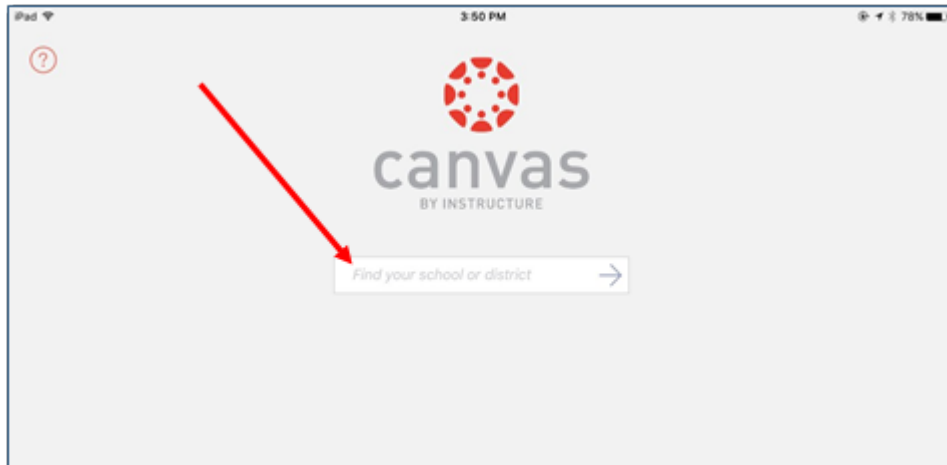 iPad 3:50 PM 78%
?
canvas
BY INSTRUCTURE
Find your school or district